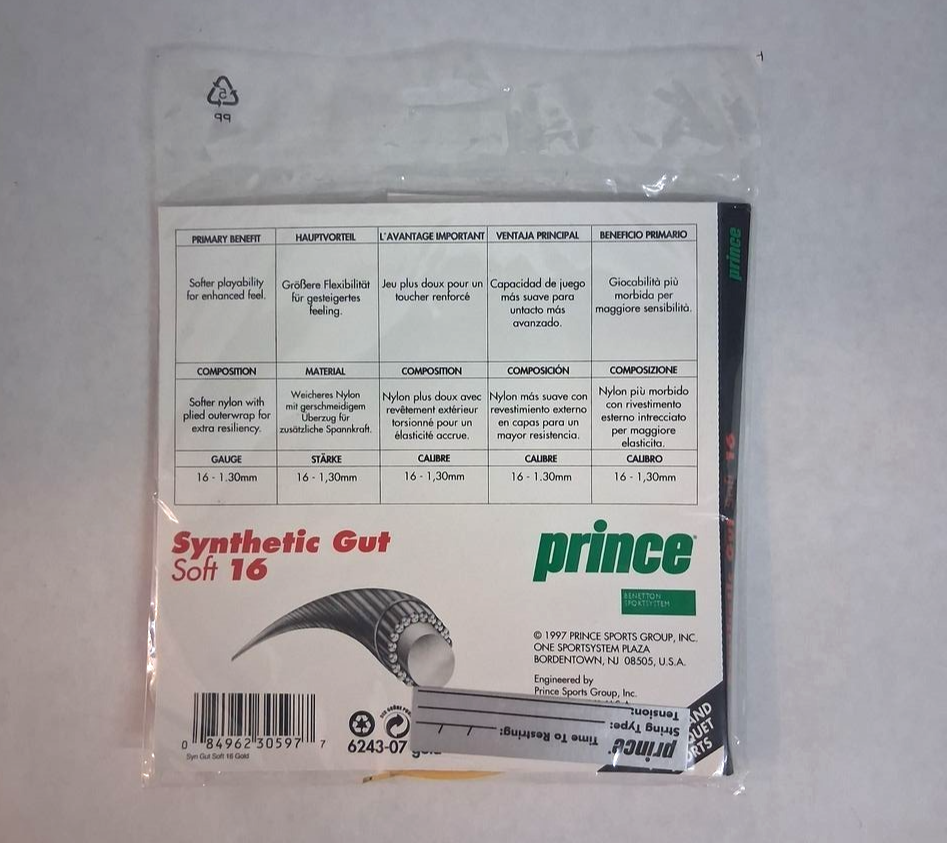 5
PP
PRIMARY BENEFIT
Softer playability
for enhanced feel.
HAUPTVORTEIL
Größere Flexibilität
für gesteigertes
feeling.
L'AVANTAGE IMPORTANT
Jeu plus doux pour un
toucher renforcé
VENTAJA PRINCIPAL
Capacidad de juego
más suave para
untacto más
avanzado.
BENEFICIO PRIMARIO
Giocabilità più
morbida per
maggiore sensibilità.
COMPOSITION
Softer nylon with
plied outerwrap for
extra resiliency.
MATERIAL
Weicheres Nylon
mit gerschmeidigem
Überzug für
zusätzliche Spannkraft.
COMPOSITION
Nylon plus doux avec
revêtement extérieur
torsionné pour un
élasticité accrue.
COMPOSICIÓN
Nylon más suave con
revestimiento externo
en capas para un
mayor resistencia.
COMPOSIZIONE
Nylon più morbido
con rivestimento
esterno intrecciato
per maggiore
elasticita.
GAUGE
16 - 1.30mm
STÄRKE
16 - 1,30mm
CALIBRE
16 - 1,30mm
CALIBRE
16 - 1.30mm
CALIBRO
16 - 1,30mm
prince
Synthetic Gut
Soft 16
prince
BENETTON
SPORTSYSTEM
© 1997 PRINCE SPORTS GROUP, INC.
ONE SPORTSYSTEM PLAZA
BORDENTOWN, NJ 08505, U.S.A.
Engineered by
Prince Sports Group, Inc.
0 84962 30597 7
Syn Gut Soft 16 Gold
6243-07
prince
Time To Restring: / /
String Type:
Tension: